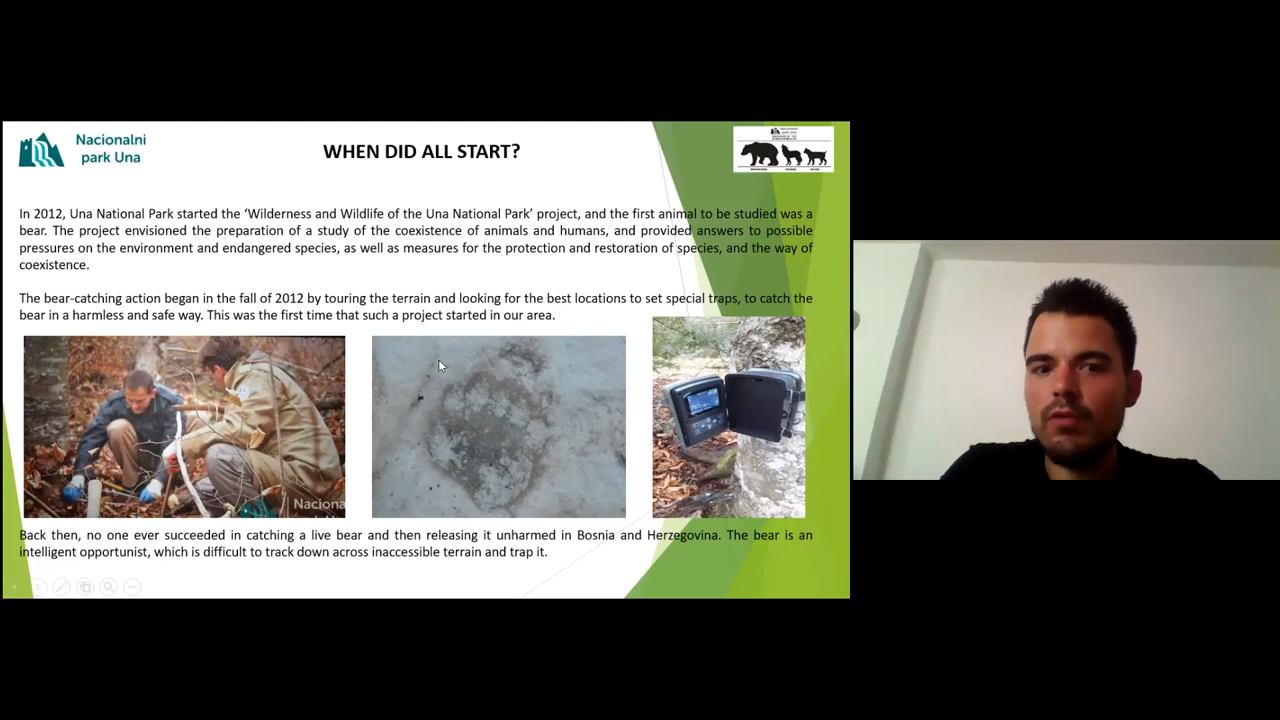 Nacionalni
park Una
WHEN DID ALL START?
In 2012, Una National Park started the ‘Wilderness and Wildlife of the Una National Park’ project, and the first animal to be studied was a
bear. The project envisioned the preparation of a study of the coexistence of animals and humans, and provided answers to possible
pressures on the environment and endangered species, as well as measures for the protection and restoration of species, and the way of
coexistence.
The bear-catching action began in the fall of 2012 by touring the terrain and looking for the best locations to set special traps, to catch the
bear in a harmless and safe way. This was the first time that such a project started in our area.
Naciona
Back then, no one ever succeeded in catching a live bear and then releasing it unharmed in Bosnia and Herzegovina. The bear is an
intelligent opportunist, which is difficult to track down across inaccessible terrain and trap it.